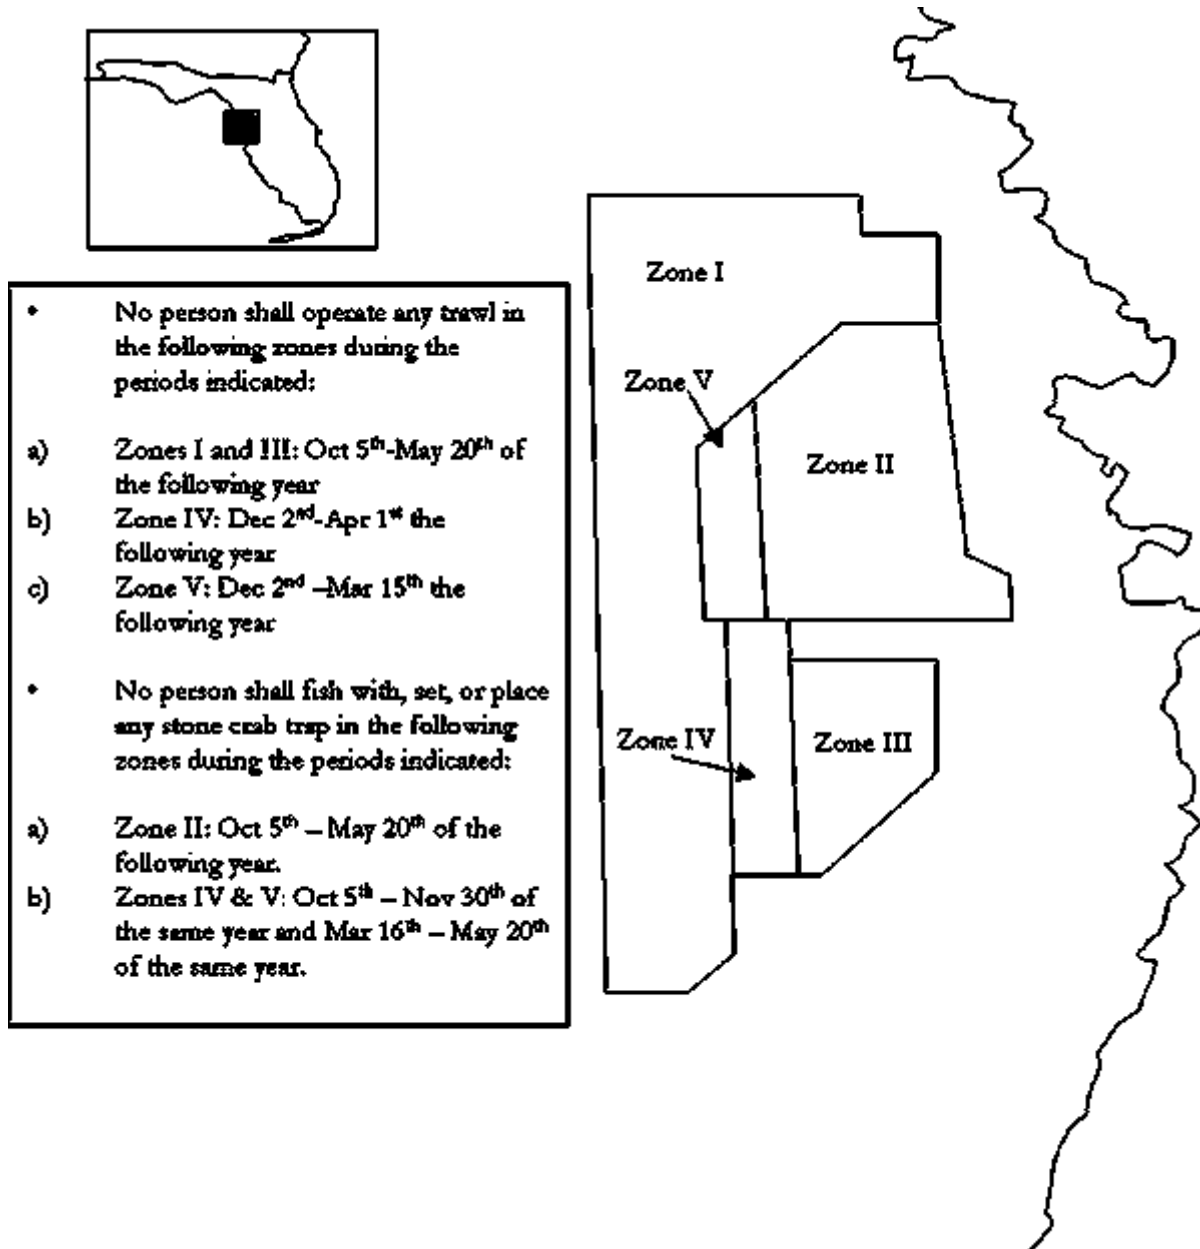 • No person shall operate any trawl in
the following zones during the
periods indicated:
a) Zones I and III: Oct 5th-May 20th of
the following year
b) Zone IV: Dec 2nd-Apr 1st the
following year
c) Zone V: Dec 2nd –Mar 15th the
following year
• No person shall fish with, set, or place
any stone crab trap in the following
zones during the periods indicated:
a) Zone II: Oct 5th – May 20th of the
following year.
b) Zones IV & V: Oct 5th – Nov 30th of
the same year and Mar 16th – May 20th
of the same year.
Zone I
Zone V
Zone II
Zone IV
Zone III